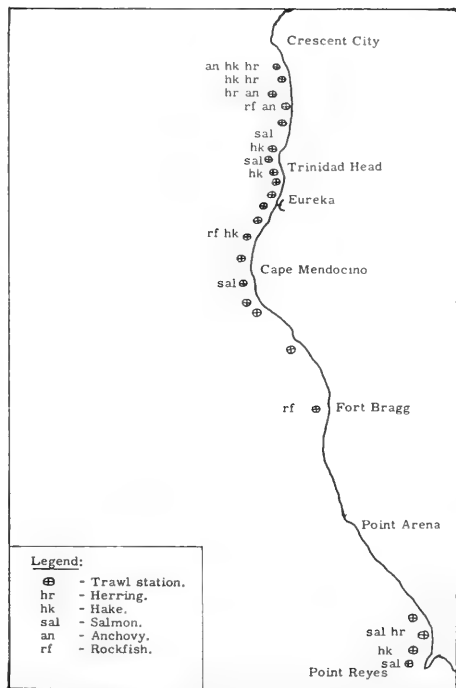 Crescent City
an hk hr
hk hr
hr an
rf an
sal
hk
sal
Trinidad Head
hk
Eureka
rf hk
Cape Mendocino
sal
rf
Fort Bragg
Point Arena
Legend:
⊕ - Trawl station.
hr - Herring.
hk - Hake.
sal - Salmon.
an - Anchovy.
rf - Rockfish.
sal hr
hk
sal
Point Reyes